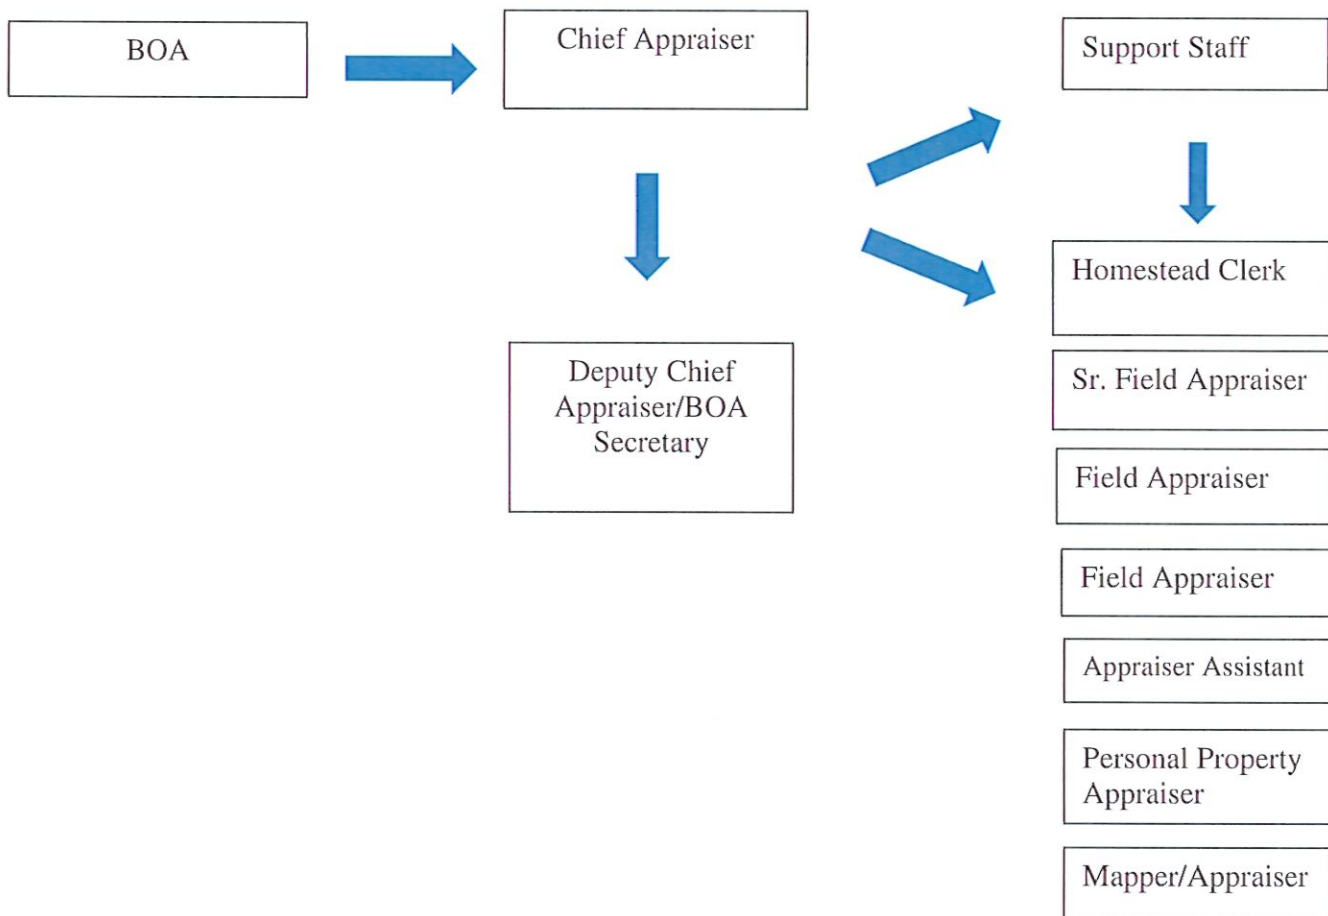 BOA
Chief Appraiser
Support Staff
Deputy Chief
Appraiser/BOA
Secretary
Homestead Clerk
Sr. Field Appraiser
Field Appraiser
Field Appraiser
Appraiser Assistant
Personal Property
Appraiser
Mapper/Appraiser